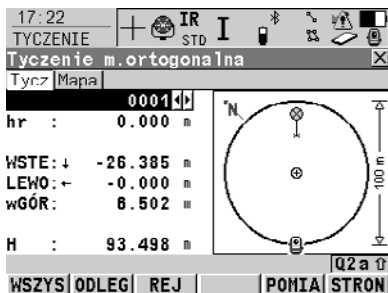 17:22
TYCZENIE
IR
STD
I
Tyczenie m.ortogonalna
Tycz Mapa
0001
hr : 0.000 m
WSTE:↓ -26.385 m
LEWO:← -0.000 m
wGÓR: 6.502 m
H : 93.498 m
N
100 m
Q2a
WSZYS ODLEG REJ POMIA STRON